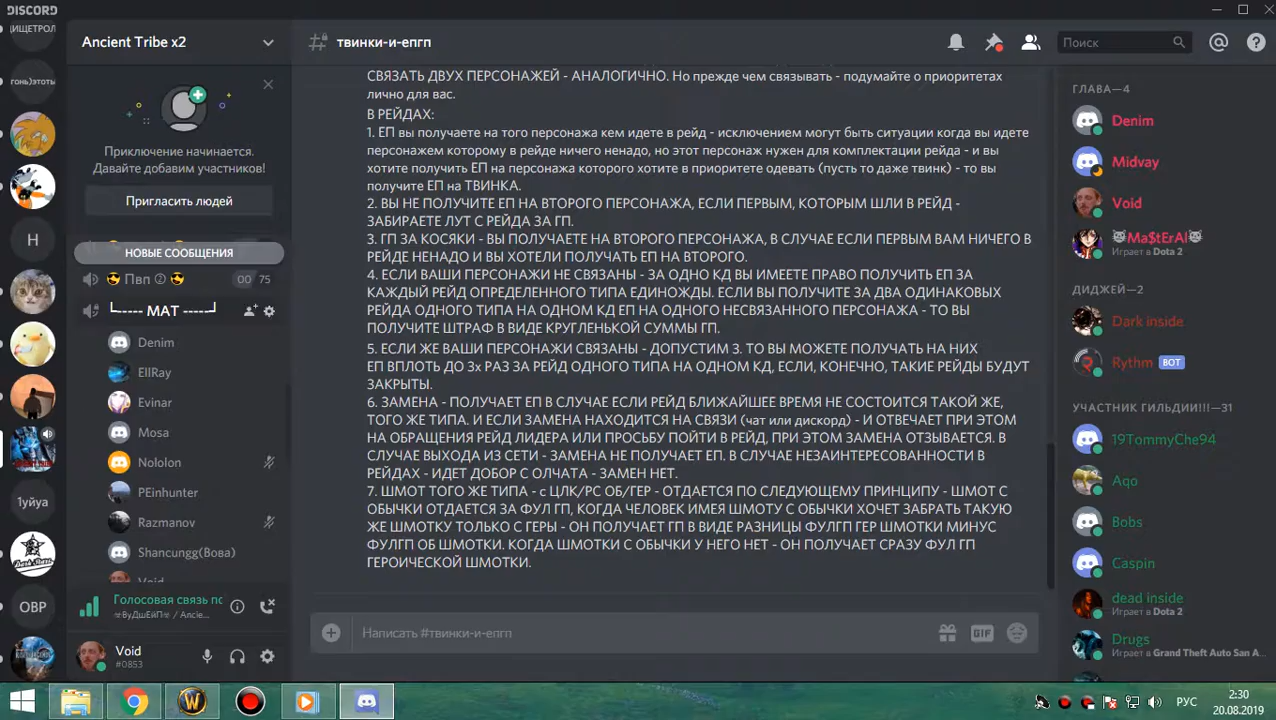 DISCORD
(ИЩЕТРОЛ
гонь)этоты
Н
1уйуа
ОВР
Ancient Tribe x2
Приключение начинается.
Давайте добавим участников!
Пригласить людей
НОВЫЕ СООБЩЕНИЯ
Пвп 00 75
└----- МАТ -----┘
Denim
EllRay
Evinar
Mosa
Nololon
PEinhunter
Razmanov
Shancungg(Вова)
Void
Голосовая связь по
/ Ancie...
Void
#0853
твинки-и-епгп
Поиск
СВЯЗАТЬ ДВУХ ПЕРСОНАЖЕЙ - АНАЛОГИЧНО. Но прежде чем связывать - подумайте о приоритетах
лично для вас.
В РЕЙДАХ:
1. ЕП вы получаете на того персонажа кем идете в рейд - исключением могут быть ситуации когда вы идете
персонажем которому в рейде ничего ненадо, но этот персонаж нужен для комплектации рейда - и вы
хотите получить ЕП на персонажа которого хотите в приоритете одевать (пусть то даже твинк) - то вы
получите ЕП на ТВИНКА.
2. ВЫ НЕ ПОЛУЧИТЕ ЕП НА ВТОРОГО ПЕРСОНАЖА, ЕСЛИ ПЕРВЫМ, КОТОРЫМ ШЛИ В РЕЙД -
ЗАБИРАЕТЕ ЛУТ С РЕЙДА ЗА ГП.
3. ГП ЗА КОСЯКИ - ВЫ ПОЛУЧАЕТЕ НА ВТОРОГО ПЕРСОНАЖА, В СЛУЧАЕ ЕСЛИ ПЕРВЫМ ВАМ НИЧЕГО В
РЕЙДЕ НЕНАДО И ВЫ ХОТЕЛИ ПОЛУЧАТЬ ЕП НА ВТОРОГО.
4. ЕСЛИ ВАШИ ПЕРСОНАЖИ НЕ СВЯЗАНЫ - ЗА ОДНО КД ВЫ ИМЕЕТЕ ПРАВО ПОЛУЧИТЬ ЕП ЗА
КАЖДЫЙ РЕЙД ОПРЕДЕЛЕННОГО ТИПА ЕДИНОЖДЫ. ЕСЛИ ВЫ ПОЛУЧИТЕ ЗА ДВА ОДИНАКОВЫХ
РЕЙДА ОДНОГО ТИПА НА ОДНОМ КД ЕП НА ОДНОГО НЕСВЯЗАННОГО ПЕРСОНАЖА - ТО ВЫ
ПОЛУЧИТЕ ШТРАФ В ВИДЕ КРУГЛЕНЬКОЙ СУММЫ ГП.
5. ЕСЛИ ЖЕ ВАШИ ПЕРСОНАЖИ СВЯЗАНЫ - ДОПУСТИМ 3. ТО ВЫ МОЖЕТЕ ПОЛУЧАТЬ НА НИХ
ЕП ВПЛОТЬ ДО 3х РАЗ ЗА РЕЙД ОДНОГО ТИПА НА ОДНОМ КД, ЕСЛИ, КОНЕЧНО, ТАКИЕ РЕЙДЫ БУДУТ
ЗАКРЫТЫ.
6. ЗАМЕНА - ПОЛУЧАЕТ ЕП В СЛУЧАЕ ЕСЛИ РЕЙД БЛИЖАЙШЕЕ ВРЕМЯ НЕ СОСТОИТСЯ ТАКОЙ ЖЕ,
ТОГО ЖЕ ТИПА. И ЕСЛИ ЗАМЕНА НАХОДИТСЯ НА СВЯЗИ (чат или дискорд) - И ОТВЕЧАЕТ ПРИ ЭТОМ
НА ОБРАЩЕНИЯ РЕЙД ЛИДЕРА ИЛИ ПРОСЬБУ ПОЙТИ В РЕЙД, ПРИ ЭТОМ ЗАМЕНА ОТЗЫВАЕТСЯ. В
СЛУЧАЕ ВЫХОДА ИЗ СЕТИ - ЗАМЕНА НЕ ПОЛУЧАЕТ ЕП. В СЛУЧАЕ НЕЗАИНТЕРЕСОВАННОСТИ В
РЕЙДАХ - ИДЕТ ДОБОР С ОЛЧАТА - ЗАМЕН НЕТ.
7. ШМОТ ТОГО ЖЕ ТИПА - с ЦЛК/РС ОБ/ГЕР - ОТДАЕТСЯ ПО СЛЕДУЮЩЕМУ ПРИНЦИПУ - ШМОТ С
ОБЫЧКИ ОТДАЕТСЯ ЗА ФУЛ ГП, КОГДА ЧЕЛОВЕК ИМЕЯ ШМОТУ С ОБЫЧКИ ХОЧЕТ ЗАБРАТЬ ТАКУЮ
ЖЕ ШМОТКУ ТОЛЬКО С ГЕРЫ - ОН ПОЛУЧАЕТ ГП В ВИДЕ РАЗНИЦЫ ФУЛГП ГЕР ШМОТКИ МИНУС
ФУЛГП ОБ ШМОТКИ. КОГДА ШМОТКИ С ОБЫЧКИ У НЕГО НЕТ - ОН ПОЛУЧАЕТ СРАЗУ ФУЛ ГП
ГЕРОИЧЕСКОЙ ШМОТКИ.
Написать #твинки-и-епгп
GIF
ГЛАВА—4
Denim
Midvay
Void
Ma$tErAl
Играет в Dota 2
ДИДЖЕЙ—2
Dark inside
Rythm БОТ
УЧАСТНИК ГИЛЬДИИ!!!—31
19TommyChe94
Aqo
Bobs
Caspin
dead inside
Играет в Dota 2
Drugs
Играет в Grand Theft Auto San A...
РУС
2:30
20.08.2019